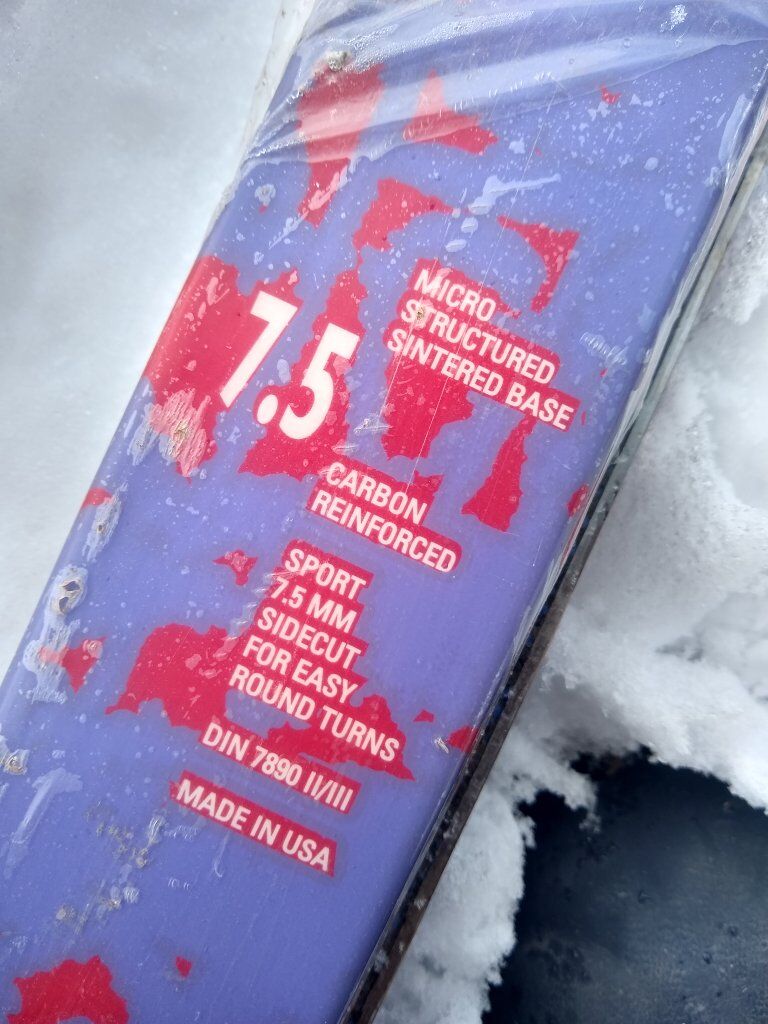 7.5
MICRO
STRUCTURED
SINTERED BASE
CARBON
REINFORCED
SPORT
7.5 MM
SIDECUT
FOR EASY
ROUND TURNS
DIN 7890 II/III
MADE IN USA